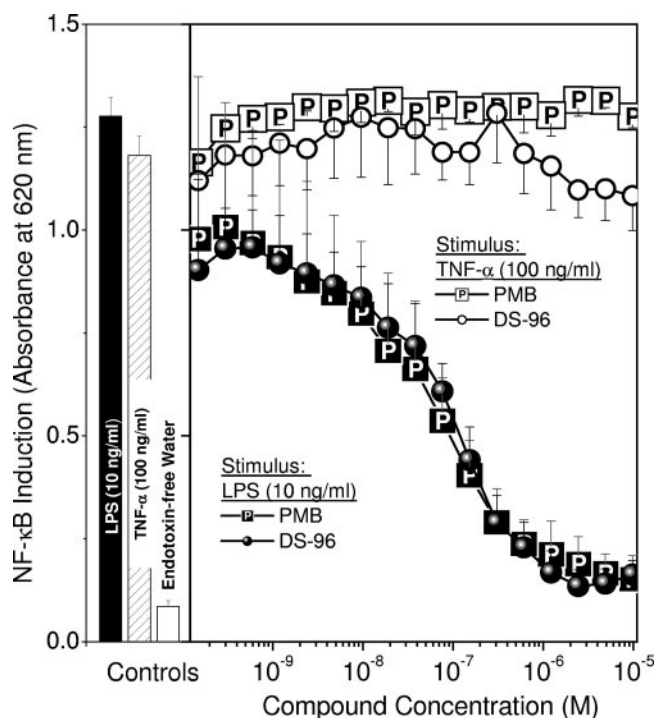 NF-κB Induction (Absorbance at 620 nm)
1.5
1.0
0.5
0.0
LPS (10 ng/ml)
TNF-α (100 ng/ml)
Endotoxin-free Water
Controls
Stimulus:
TNF-α (100 ng/ml)
P PMB
DS-96
Stimulus:
LPS (10 ng/ml)
P PMB
DS-96
P P P P P P P P P P P P P P P P P
P P P P P P P P P P P P P P P P P
10-9 10-8 10-7 10-6 10-5
Compound Concentration (M)